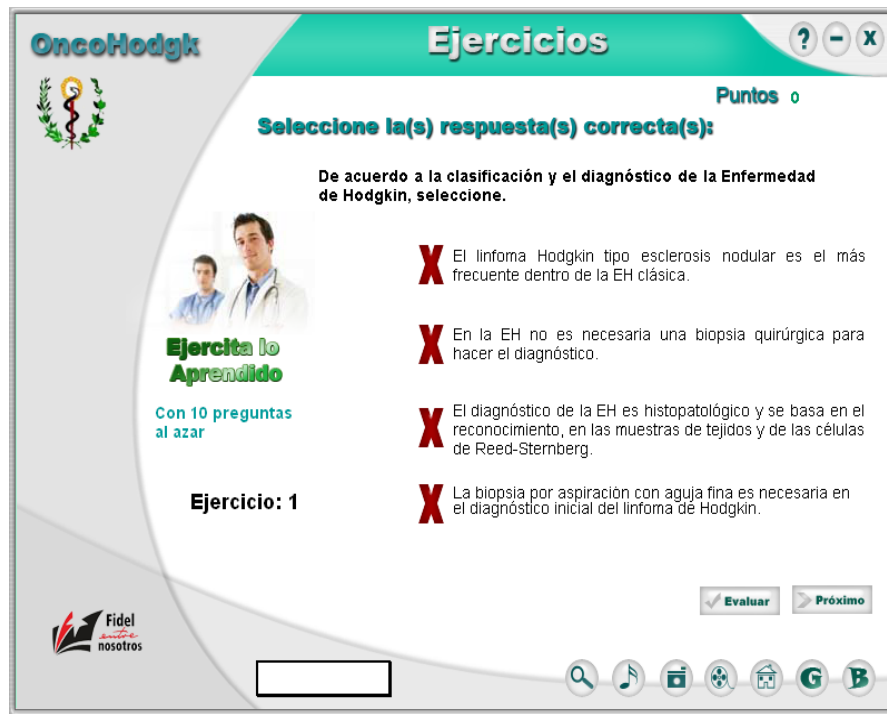 OncoHodgk
Ejercicios
? – X
Puntos 0
Seleccione la(s) respuesta(s) correcta(s):
De acuerdo a la clasificación y el diagnóstico de la Enfermedad
de Hodgkin, seleccione.
X El linfoma Hodgkin tipo esclerosis nodular es el más
frecuente dentro de la EH clásica.
X En la EH no es necesaria una biopsia quirúrgica para
hacer el diagnóstico.
Ejercita lo
Aprendido
Con 10 preguntas
al azar
X El diagnóstico de la EH es histopatológico y se basa en el
reconocimiento, en las muestras de tejidos y de las células
de Reed-Sternberg.
Ejercicio: 1
X La biopsia por aspiración con aguja fina es necesaria en
el diagnóstico inicial del linfoma de Hodgkin.
Evaluar
Próximo
Fidel
entre
nosotros
G
B